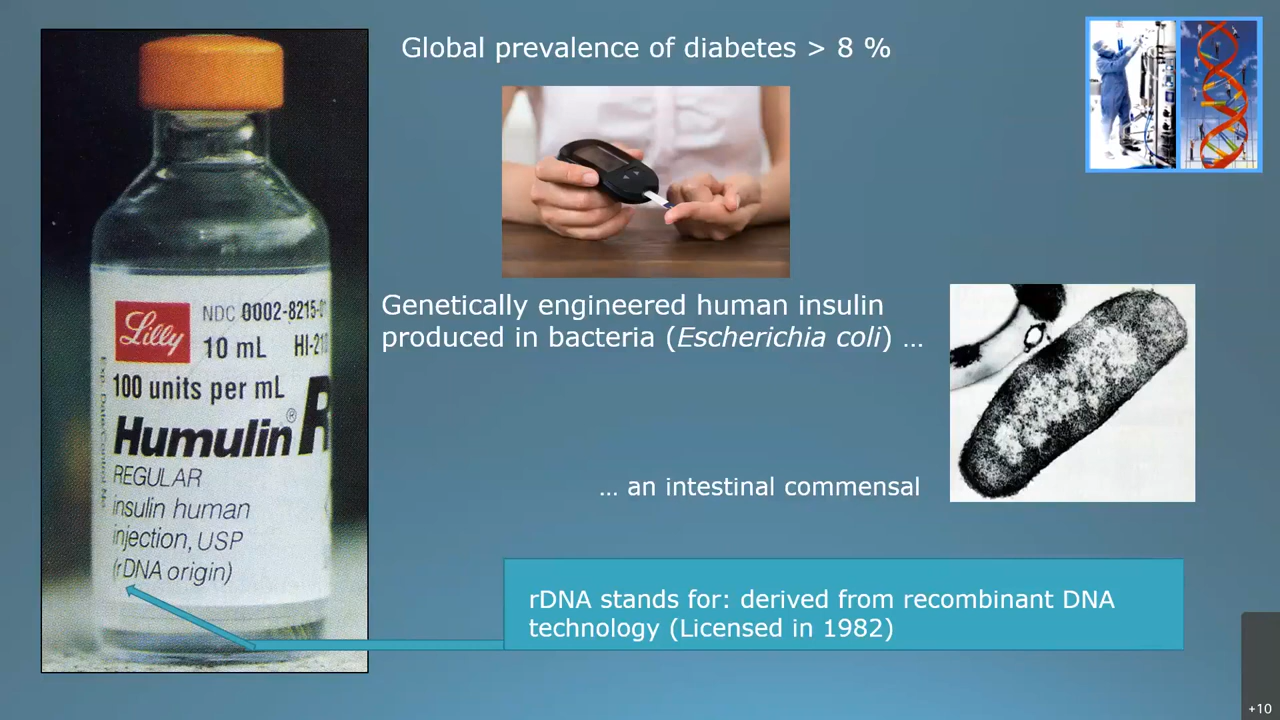 Global prevalence of diabetes > 8 %
Lilly
NDC 0002-8215-0
10 mL HI-21
100 units per mL
Humulin® R
REGULAR
insulin human
injection, USP
(rDNA origin)
Genetically engineered human insulin
produced in bacteria (Escherichia coli) …
… an intestinal commensal
rDNA stands for: derived from recombinant DNA
technology (Licensed in 1982)
+10